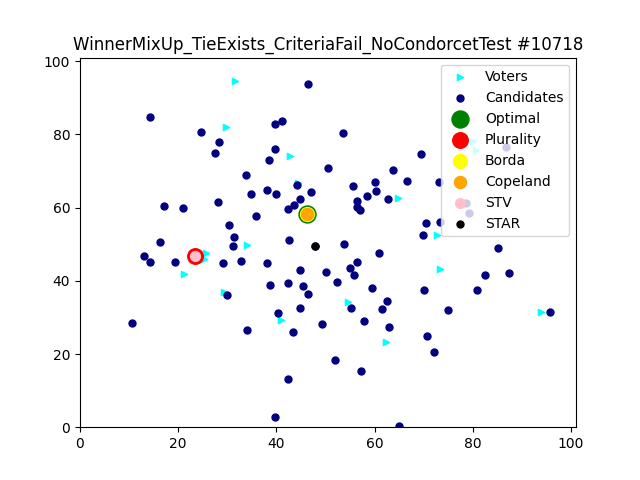 WinnerMixUp_TieExists_CriteriaFail_NoCondorcetTest #10718
Voters
Candidates
Optimal
Plurality
Borda
Copeland
STV
STAR
100
80
60
40
20
0
0 20 40 60 80 100